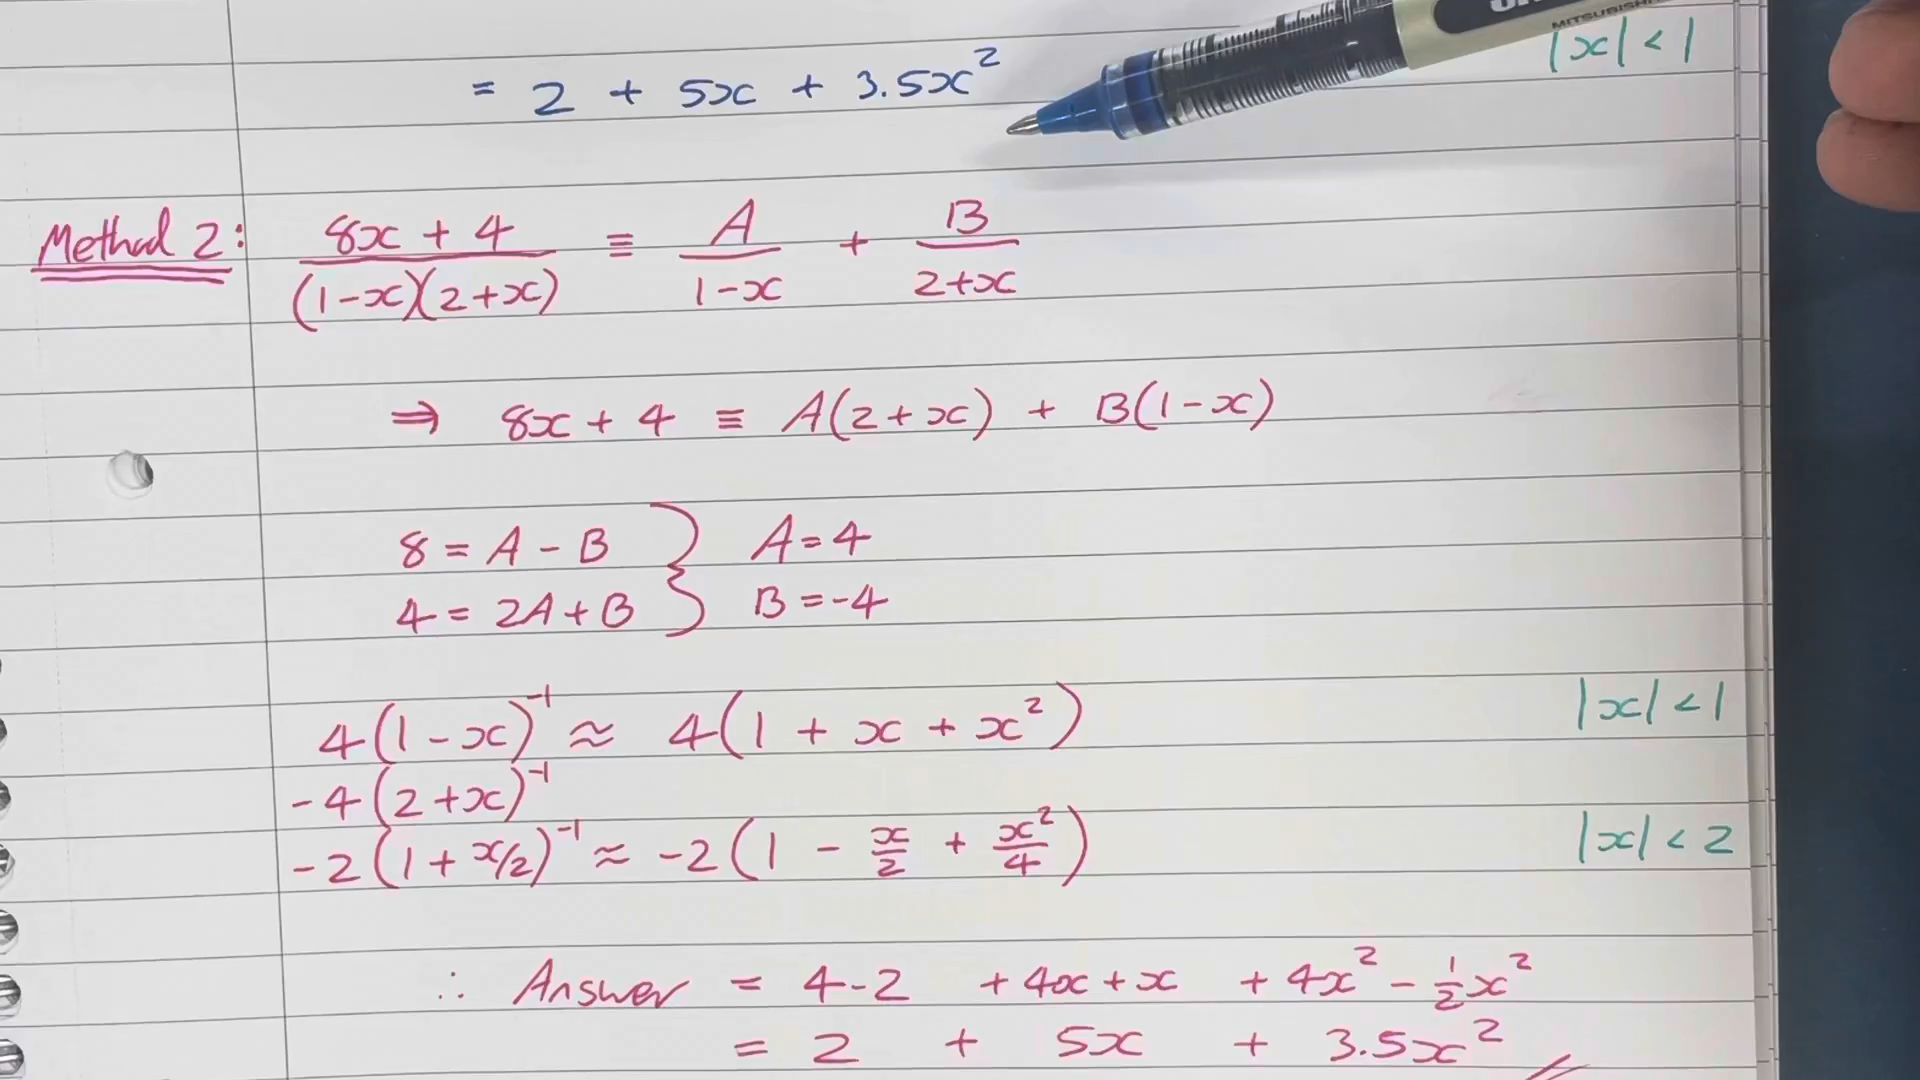 |x| < 1
= 2 + 5x + 3.5x²
Method 2: (8x + 4)/((1-x)(2+x)) ≡ A/(1-x) + B/(2+x)
⇒ 8x + 4 ≡ A(2+x) + B(1-x)
8 = A - B } A = 4
4 = 2A + B } B = -4
4(1-x)⁻¹ ≈ 4(1 + x + x²) |x| < 1
-4(2+x)⁻¹
-2(1 + x/2)⁻¹ ≈ -2(1 - x/2 + x²/4) |x| < 2
∴ Answer = 4-2 + 4x + x + 4x² - ½x²
= 2 + 5x + 3.5x²